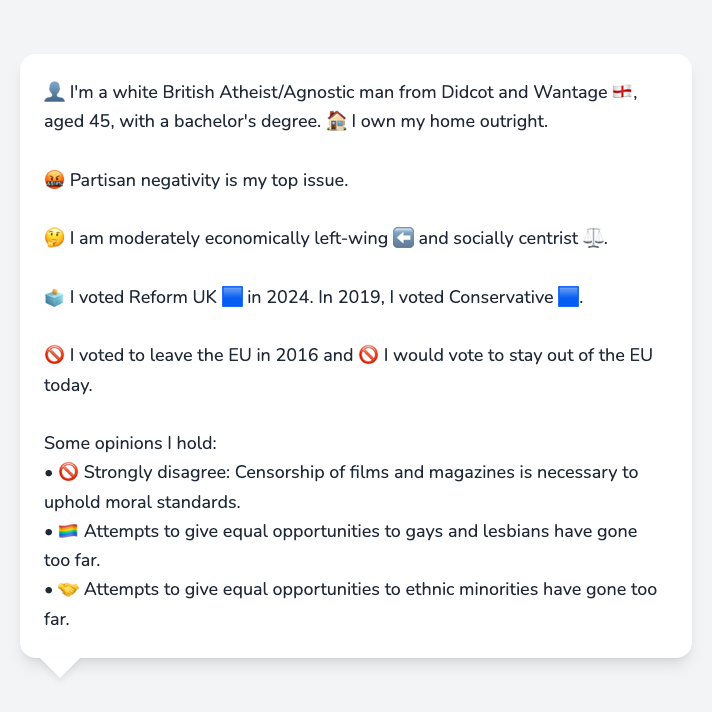 👤 I'm a white British Atheist/Agnostic man from Didcot and Wantage 🏴󠁧󠁢󠁥󠁮󠁧󠁿,
aged 45, with a bachelor's degree. 🏠 I own my home outright.
🤬 Partisan negativity is my top issue.
🤔 I am moderately economically left-wing ⬅️ and socially centrist ⚖️.
🗳️ I voted Reform UK 🟦 in 2024. In 2019, I voted Conservative 🟦.
🚫 I voted to leave the EU in 2016 and 🚫 I would vote to stay out of the EU
today.
Some opinions I hold:
• 🚫 Strongly disagree: Censorship of films and magazines is necessary to
uphold moral standards.
• 🏳️‍🌈 Attempts to give equal opportunities to gays and lesbians have gone
too far.
• 🤝 Attempts to give equal opportunities to ethnic minorities have gone too
far.